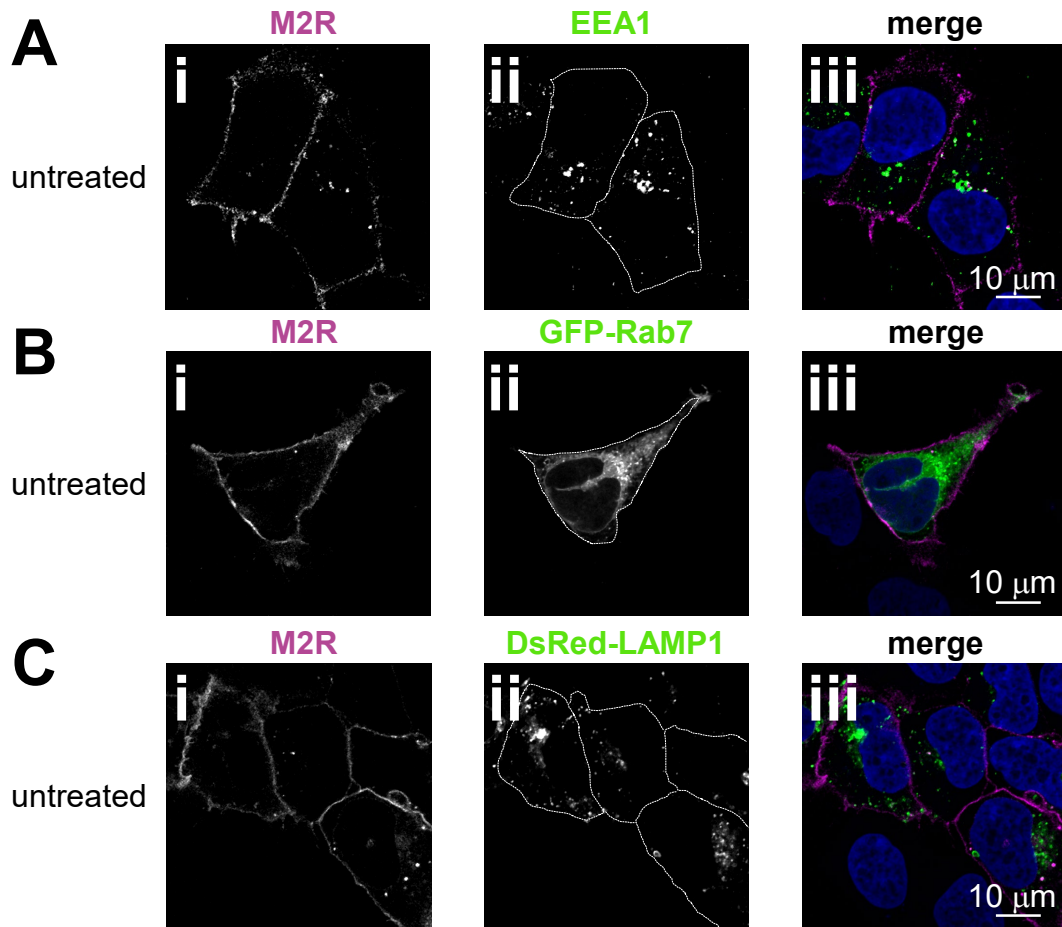 A
M2R
EEA1
merge
untreated
i
ii
iii
10 μm
B
M2R
GFP-Rab7
merge
untreated
i
ii
iii
10 μm
C
M2R
DsRed-LAMP1
merge
untreated
i
ii
iii
10 μm